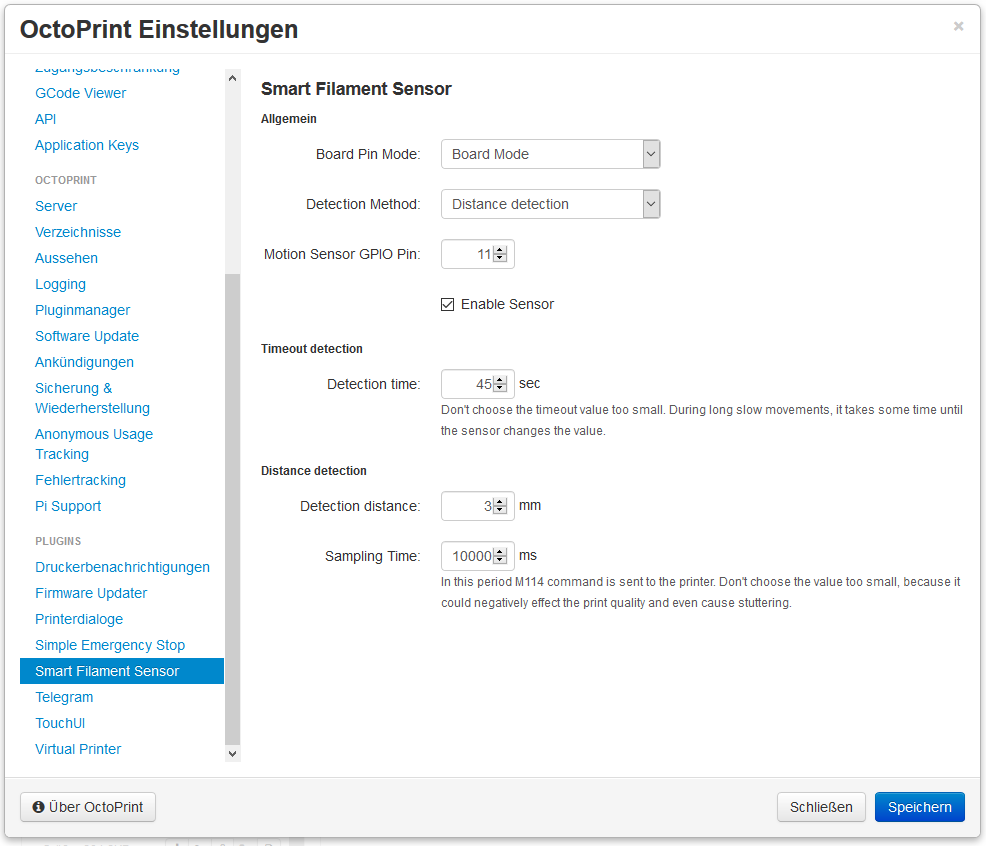 OctoPrint Einstellungen
×
Zugangsbeschränkung
GCode Viewer
API
Application Keys
OCTOPRINT
Server
Verzeichnisse
Aussehen
Logging
Pluginmanager
Software Update
Ankündigungen
Sicherung &
Wiederherstellung
Anonymous Usage
Tracking
Fehlertracking
Pi Support
PLUGINS
Druckerbenachrichtigungen
Firmware Updater
Printerdialoge
Simple Emergency Stop
Smart Filament Sensor
Telegram
TouchUI
Virtual Printer
Smart Filament Sensor
Allgemein
Board Pin Mode: Board Mode
Detection Method: Distance detection
Motion Sensor GPIO Pin: 11
Enable Sensor
Timeout detection
Detection time: 45 sec
Don't choose the timeout value too small. During long slow movements, it takes some time until
the sensor changes the value.
Distance detection
Detection distance: 3 mm
Sampling Time: 10000 ms
In this period M114 command is sent to the printer. Don't choose the value too small, because it
could negatively effect the print quality and even cause stuttering.
Über OctoPrint
Schließen
Speichern